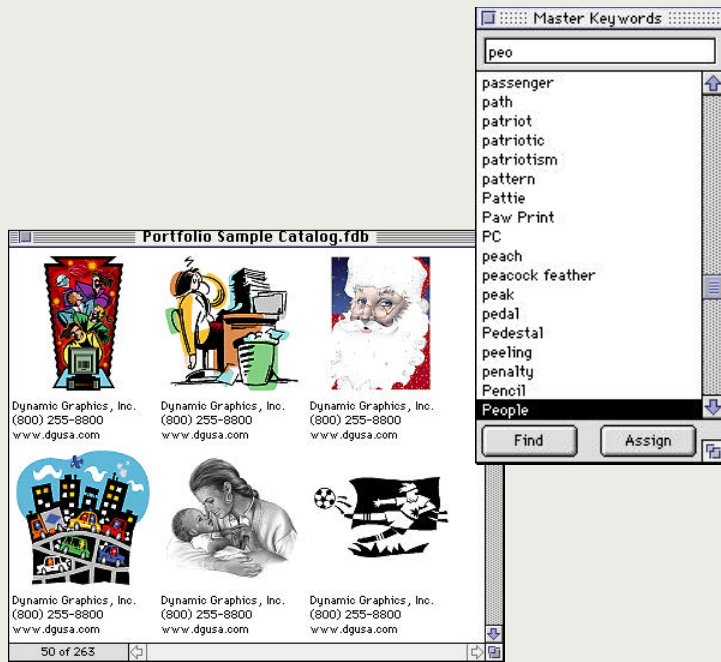 Master Keywords
peo
passenger
path
patriot
patriotic
patriotism
pattern
Pattie
Paw Print
PC
peach
peacock feather
peak
pedal
Pedestal
peeling
penalty
Pencil
People
Find Assign
Portfolio Sample Catalog.fdb
Dynamic Graphics, Inc. Dynamic Graphics, Inc. Dynamic Graphics, Inc.
(800) 255-8800 (800) 255-8800 (800) 255-8800
www.dgusa.com www.dgusa.com www.dgusa.com
Dynamic Graphics, Inc. Dynamic Graphics, Inc. Dynamic Graphics, Inc.
(800) 255-8800 (800) 255-8800 (800) 255-8800
www.dgusa.com www.dgusa.com www.dgusa.com
50 of 263